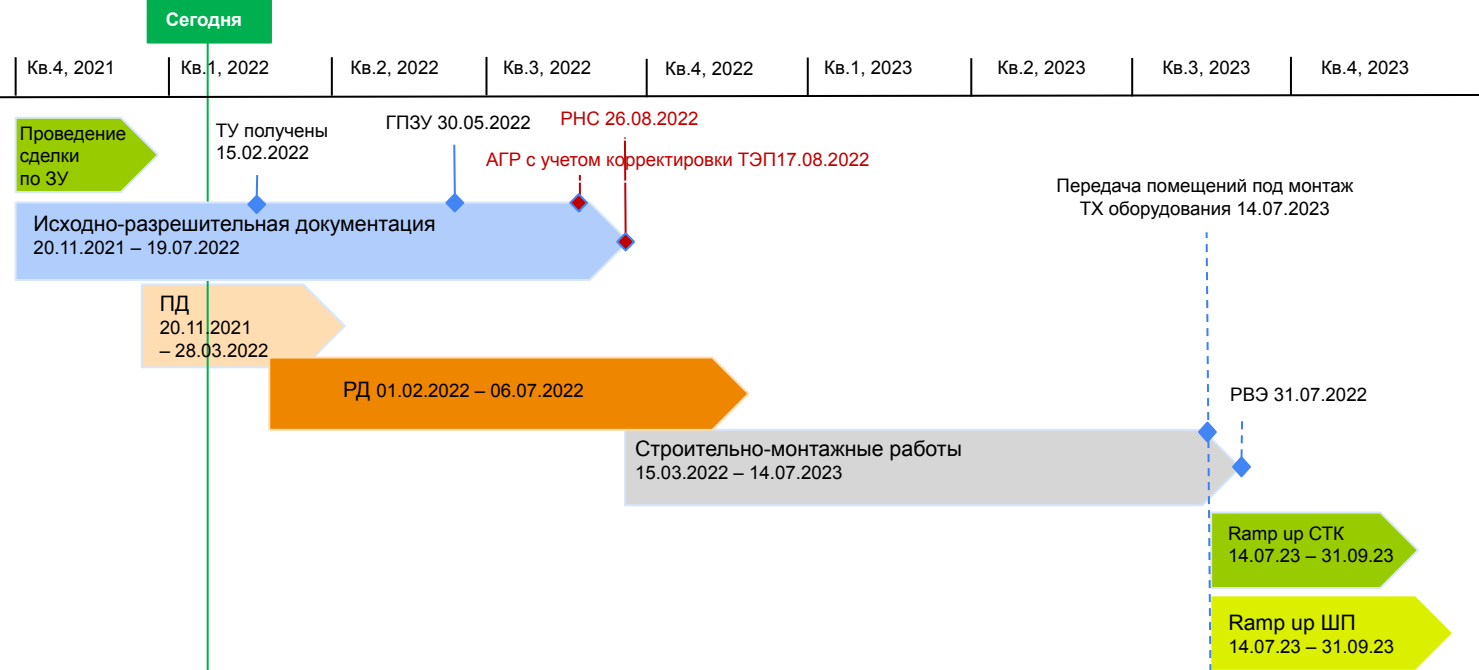 Сегодня
Кв.4, 2021
Кв.1, 2022
Кв.2, 2022
Кв.3, 2022
Кв.4, 2022
Кв.1, 2023
Кв.2, 2023
Кв.3, 2023
Кв.4, 2023
Проведение
сделки
по ЗУ
ТУ получены
15.02.2022
ГПЗУ 30.05.2022
РНС 26.08.2022
АГР с учетом корректировки ТЭП17.08.2022
Передача помещений под монтаж
ТХ оборудования 14.07.2023
Исходно-разрешительная документация
20.11.2021 – 19.07.2022
ПД
20.11.2021
– 28.03.2022
РД 01.02.2022 – 06.07.2022
РВЭ 31.07.2022
Строительно-монтажные работы
15.03.2022 – 14.07.2023
Ramp up СТК
14.07.23 – 31.09.23
Ramp up ШП
14.07.23 – 31.09.23